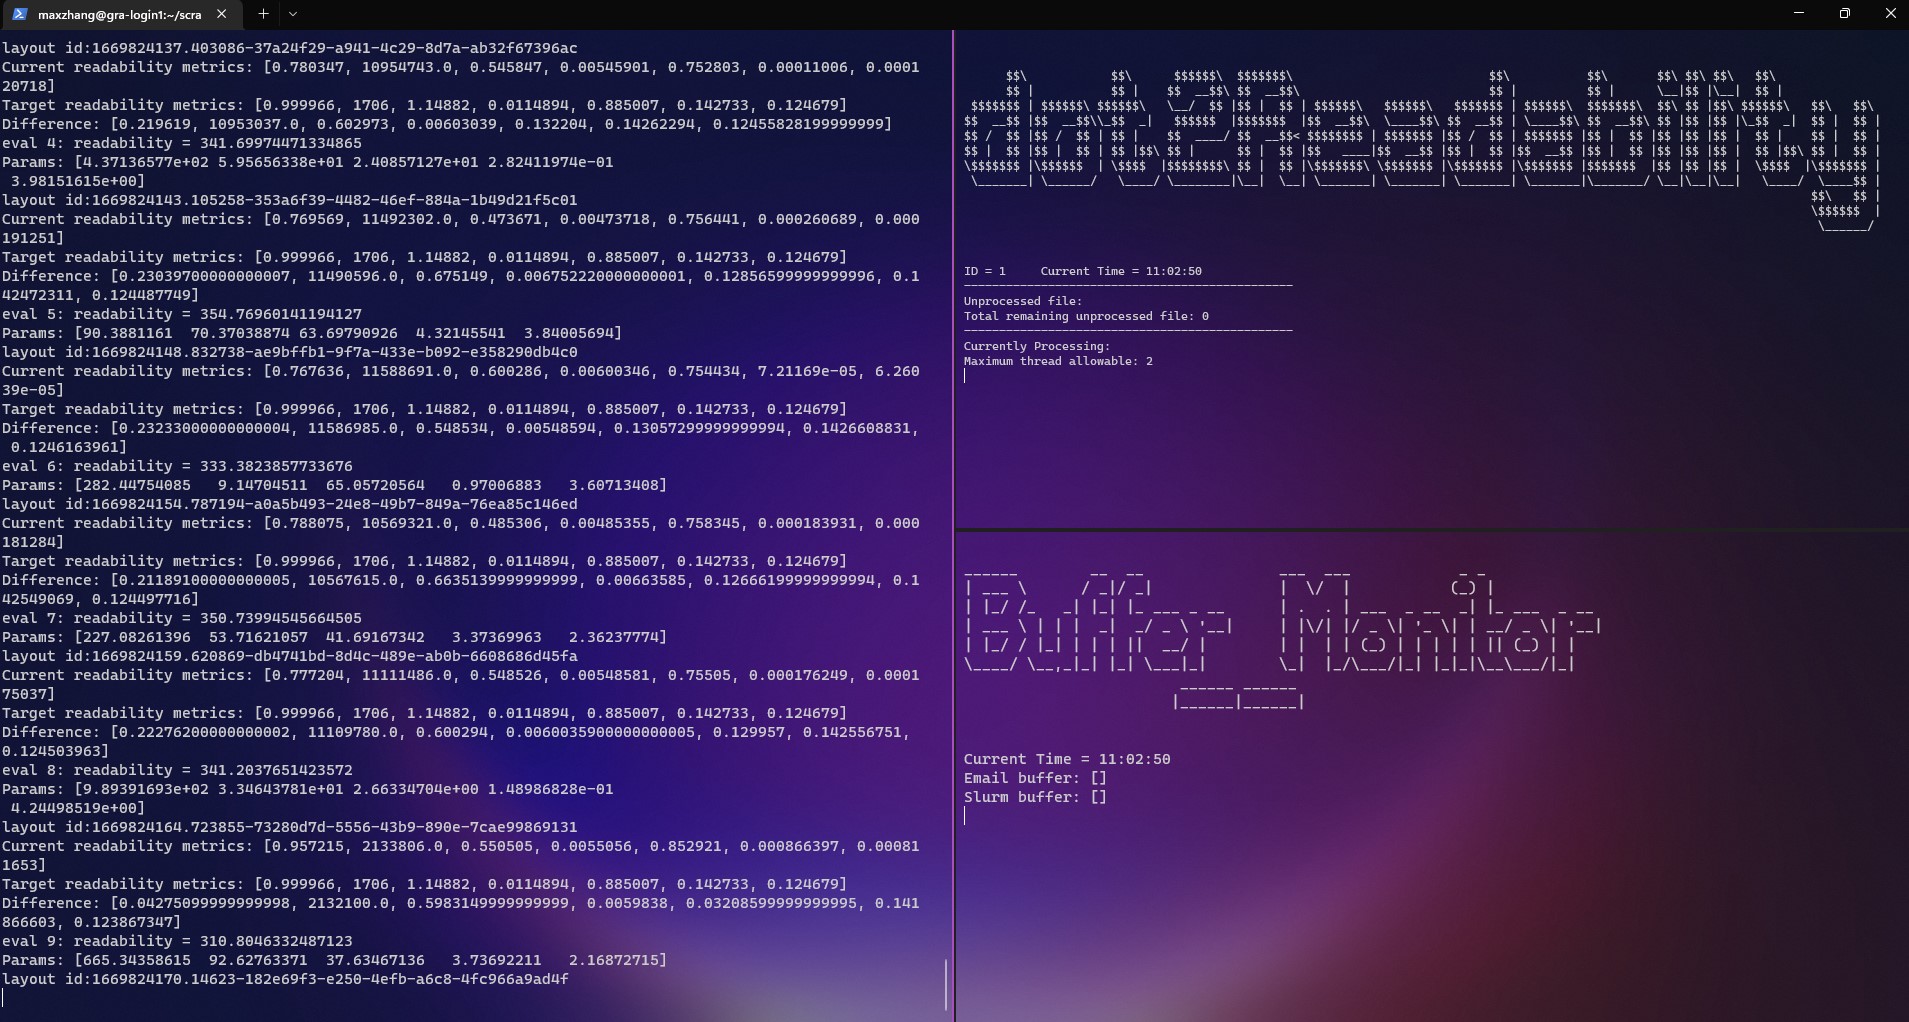 maxzhang@gra-login1:~/scra
layout id:1669824137.403086-37a24f29-a941-4c29-8d7a-ab32f67396ac
Current readability metrics: [0.780347, 10954743.0, 0.545847, 0.00545901, 0.752803, 0.00011006, 0.0001
20718]
Target readability metrics: [0.999966, 1706, 1.14882, 0.0114894, 0.885007, 0.142733, 0.124679]
Difference: [0.219619, 10953037.0, 0.602973, 0.00603039, 0.132204, 0.14262294, 0.12455828199999999]
eval 4: readability = 341.69974471334865
Params: [4.37136577e+02 5.95656338e+01 2.40857127e+01 2.82411974e-01
 3.98151615e+00]
layout id:1669824143.105258-353a6f39-4482-46ef-884a-1b49d21f5c01
Current readability metrics: [0.769569, 11492302.0, 0.473671, 0.00473718, 0.756441, 0.000260689, 0.000
191251]
Target readability metrics: [0.999966, 1706, 1.14882, 0.0114894, 0.885007, 0.142733, 0.124679]
Difference: [0.23039700000000007, 11490596.0, 0.675149, 0.006752220000000001, 0.12856599999999996, 0.1
42472311, 0.124487749]
eval 5: readability = 354.76960141194127
Params: [90.3881161  70.37038874 63.69790926  4.32145541  3.84005694]
layout id:1669824148.832738-ae9bffb1-9f7a-433e-b092-e358290db4c0
Current readability metrics: [0.767636, 11588691.0, 0.600286, 0.00600346, 0.754434, 7.21169e-05, 6.260
39e-05]
Target readability metrics: [0.999966, 1706, 1.14882, 0.0114894, 0.885007, 0.142733, 0.124679]
Difference: [0.23233000000000004, 11586985.0, 0.548534, 0.00548594, 0.13057299999999994, 0.1426608831,
 0.1246163961]
eval 6: readability = 333.3823857733676
Params: [282.44754085   9.14704511  65.05720564   0.97006883   3.60713408]
layout id:1669824154.787194-a0a5b493-24e8-49b7-849a-76ea85c146ed
Current readability metrics: [0.788075, 10569321.0, 0.485306, 0.00485355, 0.758345, 0.000183931, 0.000
181284]
Target readability metrics: [0.999966, 1706, 1.14882, 0.0114894, 0.885007, 0.142733, 0.124679]
Difference: [0.21189100000000005, 10567615.0, 0.6635139999999999, 0.00663585, 0.12666199999999994, 0.1
42549069, 0.124497716]
eval 7: readability = 350.73994545664505
Params: [227.08261396  53.71621057  41.69167342   3.37369963   2.36237774]
layout id:1669824159.620869-db4741bd-8d4c-489e-ab0b-6608686d45fa
Current readability metrics: [0.777204, 11111486.0, 0.548526, 0.00548581, 0.75505, 0.000176249, 0.0001
75037]
Target readability metrics: [0.999966, 1706, 1.14882, 0.0114894, 0.885007, 0.142733, 0.124679]
Difference: [0.22276200000000002, 11109780.0, 0.600294, 0.0060035900000000005, 0.129957, 0.142556751,
0.124503963]
eval 8: readability = 341.2037651423572
Params: [9.89391693e+02 3.34643781e+01 2.66334704e+00 1.48986828e-01
 4.24498519e+00]
layout id:1669824164.723855-73280d7d-5556-43b9-890e-7cae99869131
Current readability metrics: [0.957215, 2133806.0, 0.550505, 0.0055056, 0.852921, 0.000866397, 0.00081
1653]
Target readability metrics: [0.999966, 1706, 1.14882, 0.0114894, 0.885007, 0.142733, 0.124679]
Difference: [0.04275099999999998, 2132100.0, 0.5983149999999999, 0.0059838, 0.03208599999999995, 0.141
866603, 0.123867347]
eval 9: readability = 310.8046332487123
Params: [665.34358615  92.62763371  37.63467136   3.73692211   2.16872715]
layout id:1669824170.14623-182e69f3-e250-4efb-a6c8-4fc966a9ad4f
dot2Readability
ID = 1     Current Time = 11:02:50
Unprocessed file:
Total remaining unprocessed file: 0
Currently Processing:
Maximum thread allowable: 2
Buffer__Monitor
Current Time = 11:02:50
Email buffer: []
Slurm buffer: []